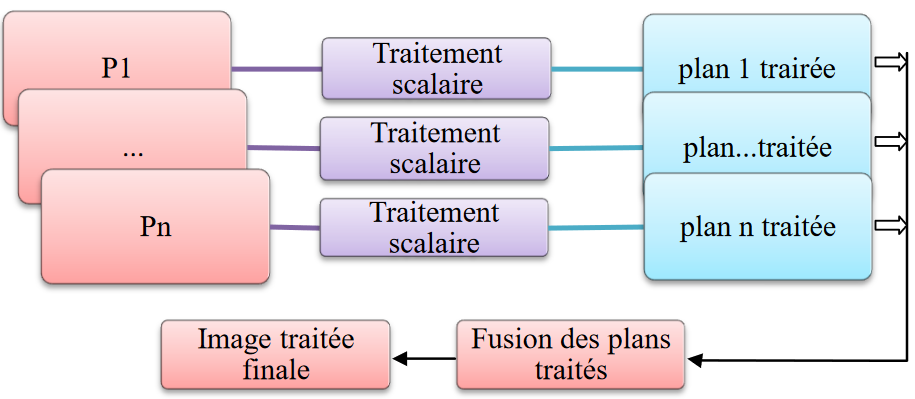 P1
Traitement
scalaire
plan 1 trairée
...
Traitement
scalaire
plan...traitée
Pn
Traitement
scalaire
plan n traitée
Image traitée
finale
Fusion des plans
traités